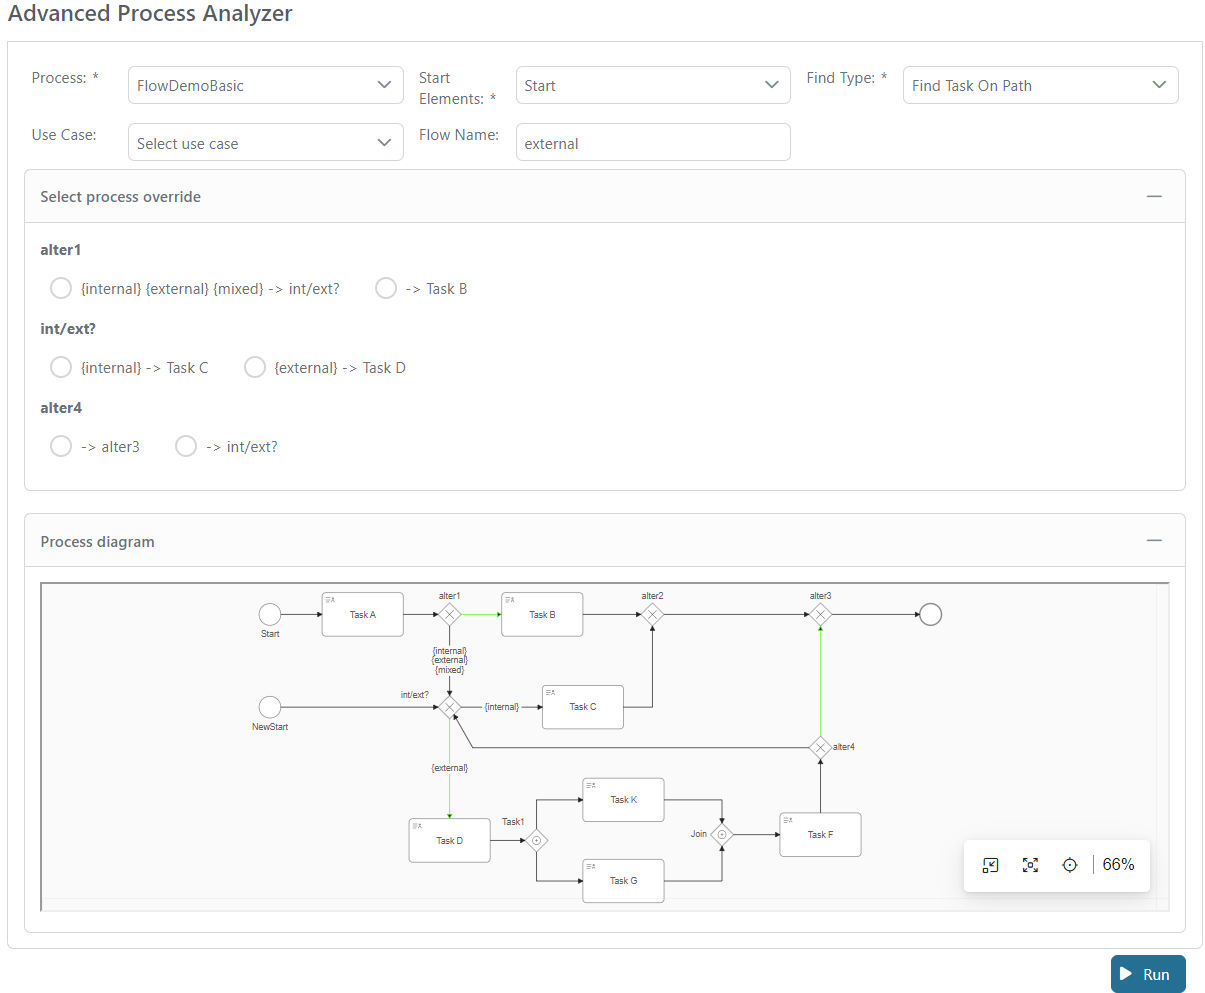 Advanced Process Analyzer
Process: *
FlowDemoBasic
Start
Elements: *
Start
Find Type: *
Find Task On Path
Use Case:
Select use case
Flow Name:
external
Select process override
alter1
{internal} {external} {mixed} -> int/ext?
-> Task B
int/ext?
{internal} -> Task C
{external} -> Task D
alter4
-> alter3
-> int/ext?
Process diagram
Start
Task A
alter1
Task B
alter2
alter3
{internal}
{external}
{mixed}
NewStart
int/ext?
{internal}
Task C
alter4
{external}
Task D
Task1
Task K
Task G
Join
Task F
66%
Run